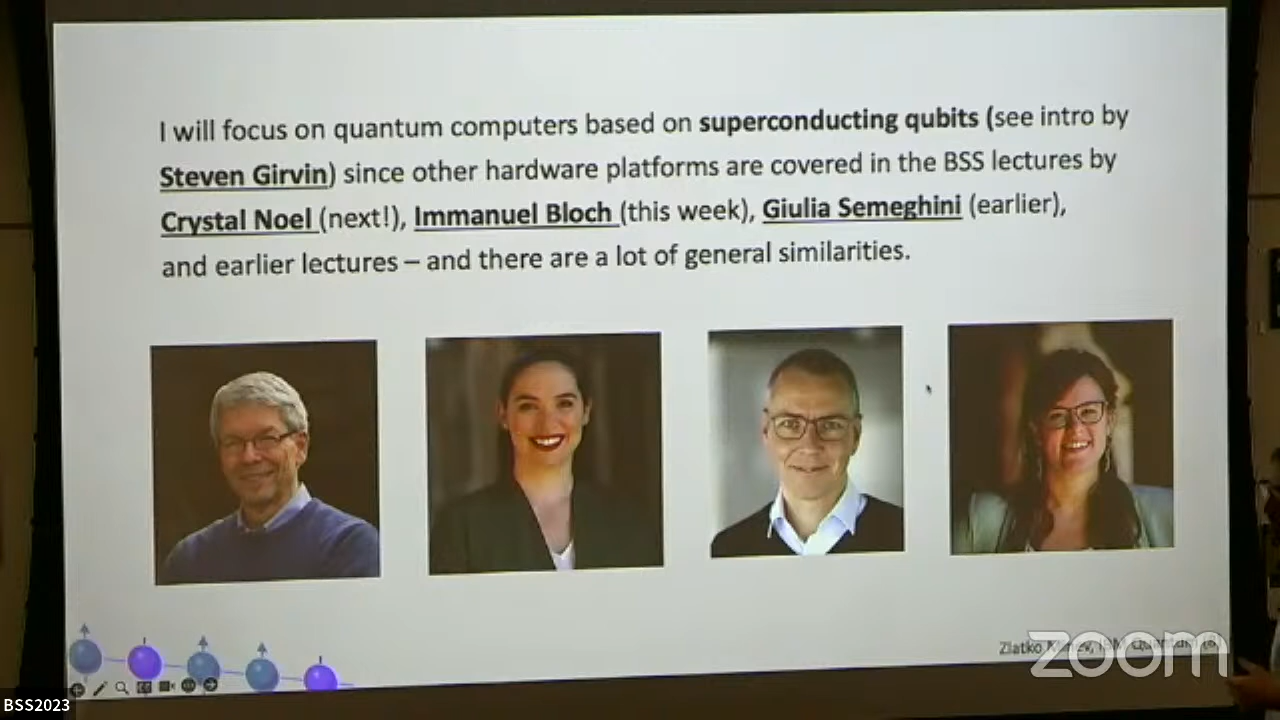 I will focus on quantum computers based on superconducting qubits (see intro by
Steven Girvin) since other hardware platforms are covered in the BSS lectures by
Crystal Noel (next!), Immanuel Bloch (this week), Giulia Semeghini (earlier),
and earlier lectures – and there are a lot of general similarities.
Zlatko
zoom
BSS2023